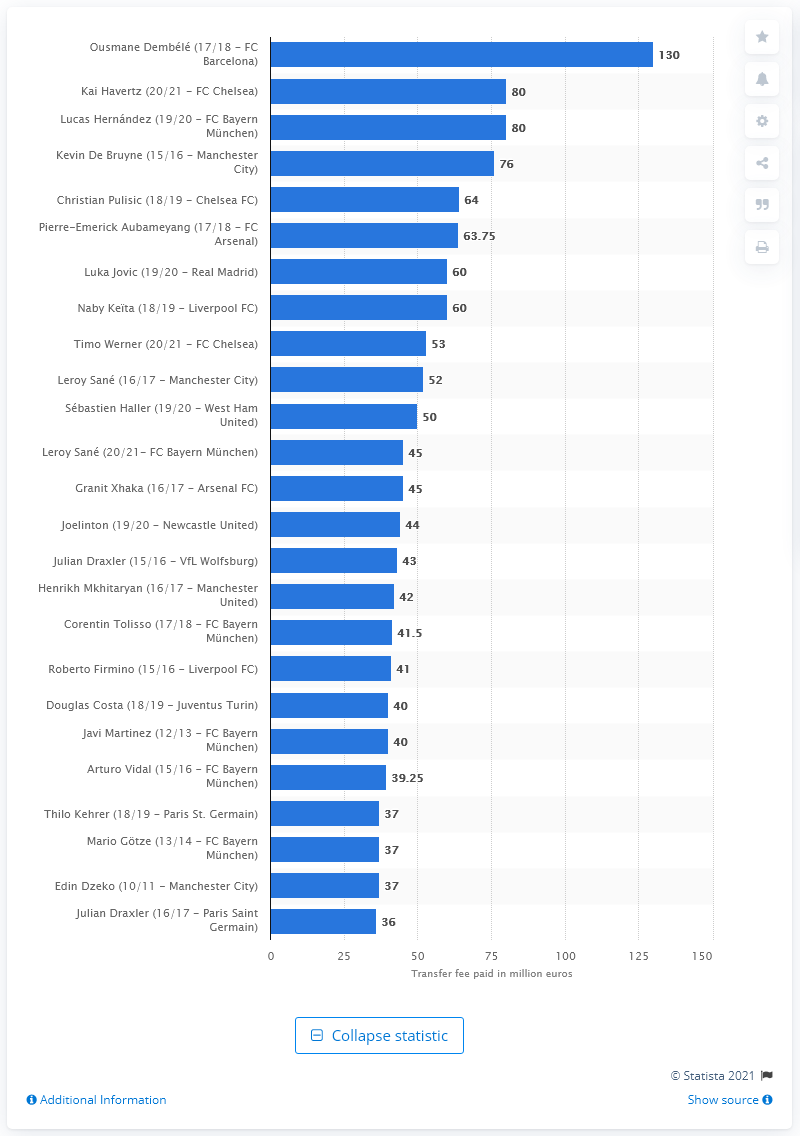 Ousmane Dembélé (17/18 - FC
Barcelona)
130
Kai Havertz (20/21 - FC Chelsea)
80
Lucas Hernández (19/20 - FC Bayern
München)
80
Kevin De Bruyne (15/16 - Manchester
City)
76
Christian Pulisic (18/19 - Chelsea FC)
64
Pierre-Emerick Aubameyang (17/18 - FC
Arsenal)
63.75
Luka Jovic (19/20 - Real Madrid)
60
Naby Keïta (18/19 - Liverpool FC)
60
Timo Werner (20/21 - FC Chelsea)
53
Leroy Sané (16/17 - Manchester City)
52
Sébastien Haller (19/20 - West Ham
United)
50
Leroy Sané (20/21- FC Bayern München)
45
Granit Xhaka (16/17 - Arsenal FC)
45
Joelinton (19/20 - Newcastle United)
44
Julian Draxler (15/16 - VfL Wolfsburg)
43
Henrikh Mkhitaryan (16/17 - Manchester
United)
42
Corentin Tolisso (17/18 - FC Bayern
München)
41.5
Roberto Firmino (15/16 - Liverpool FC)
41
Douglas Costa (18/19 - Juventus Turin)
40
Javi Martinez (12/13 - FC Bayern
München)
40
Arturo Vidal (15/16 - FC Bayern
München)
39.25
Thilo Kehrer (18/19 - Paris St. Germain)
37
Mario Götze (13/14 - FC Bayern
München)
37
Edin Dzeko (10/11 - Manchester City)
37
Julian Draxler (16/17 - Paris Saint
Germain)
36
0 25 50 75 100 125 150
Transfer fee paid in million euros
Collapse statistic
© Statista 2021
Additional Information
Show source